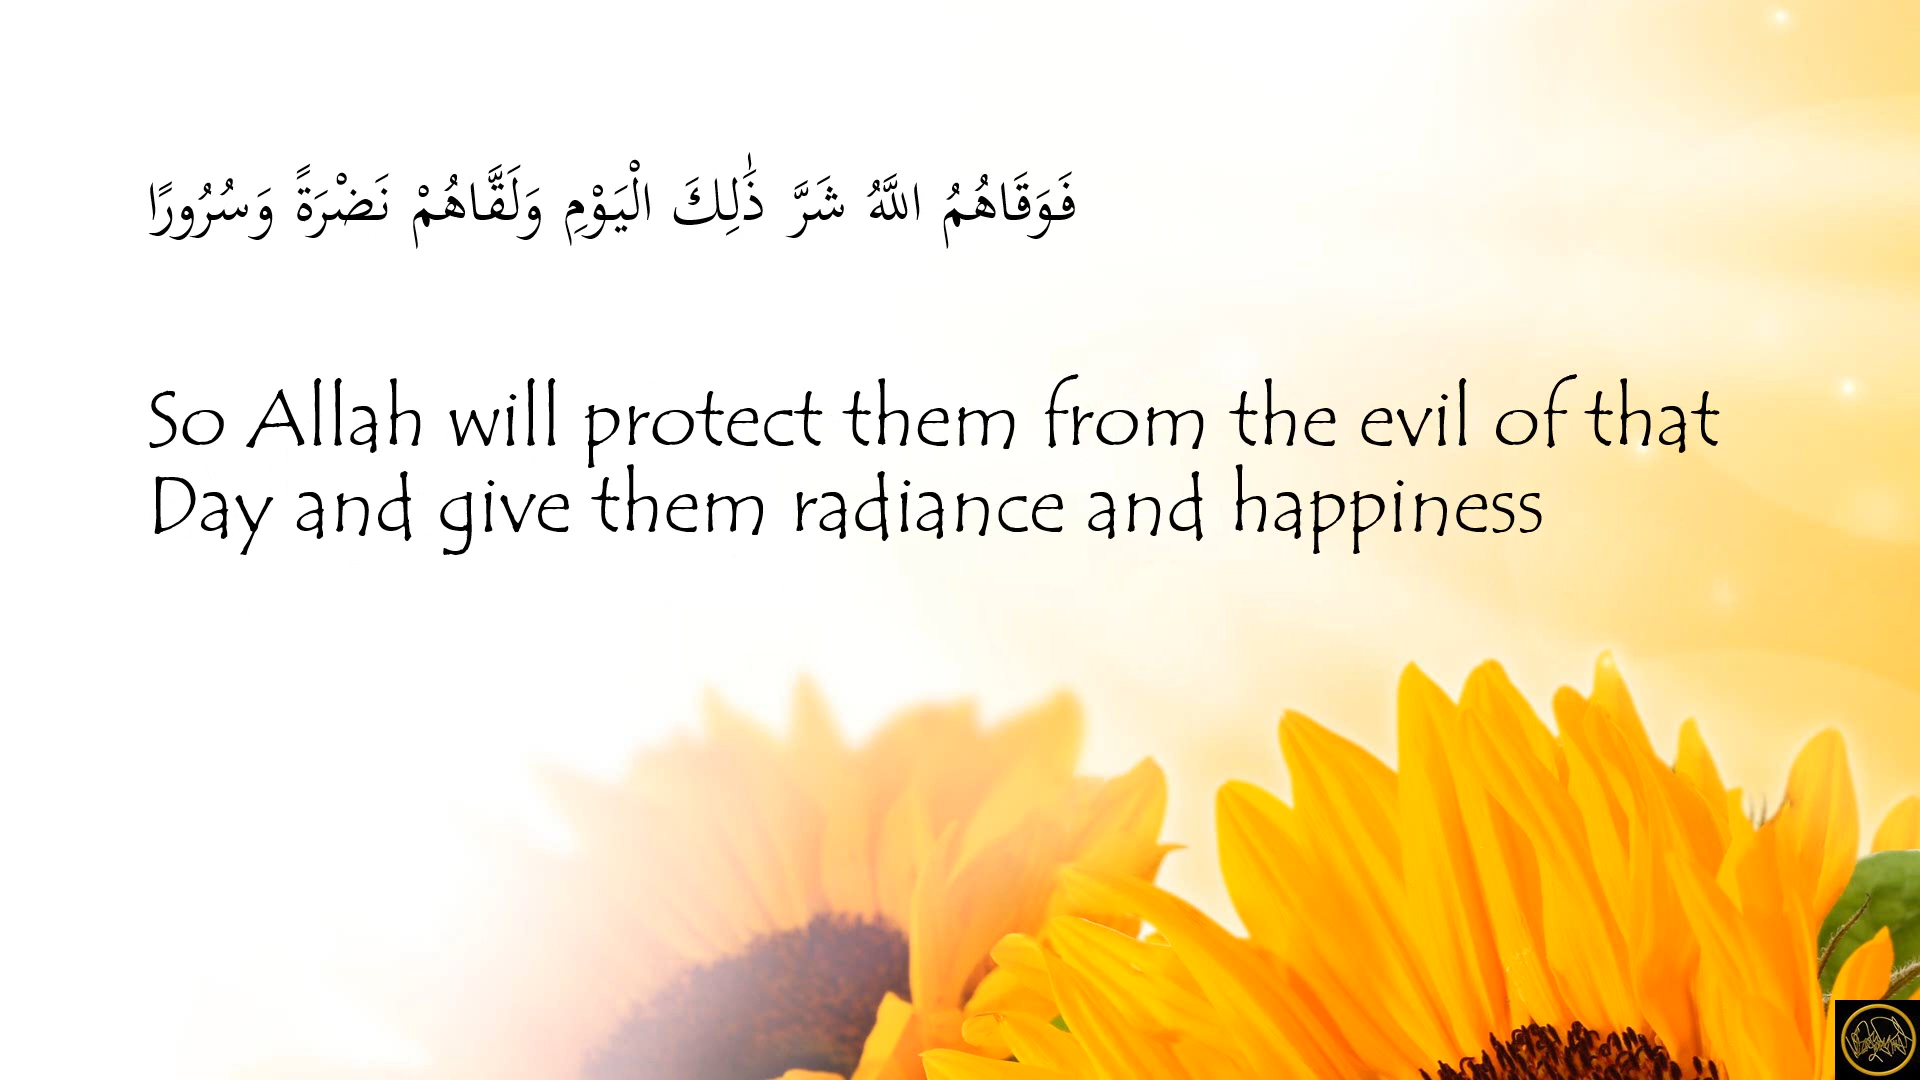 فَوَقَاهُمُ اللَّهُ شَرَّ ذَٰلِكَ الْيَوْمِ وَلَقَّاهُمْ نَضْرَةً وَسُرُورًا
So Allah will protect them from the evil of that
Day and give them radiance and happiness